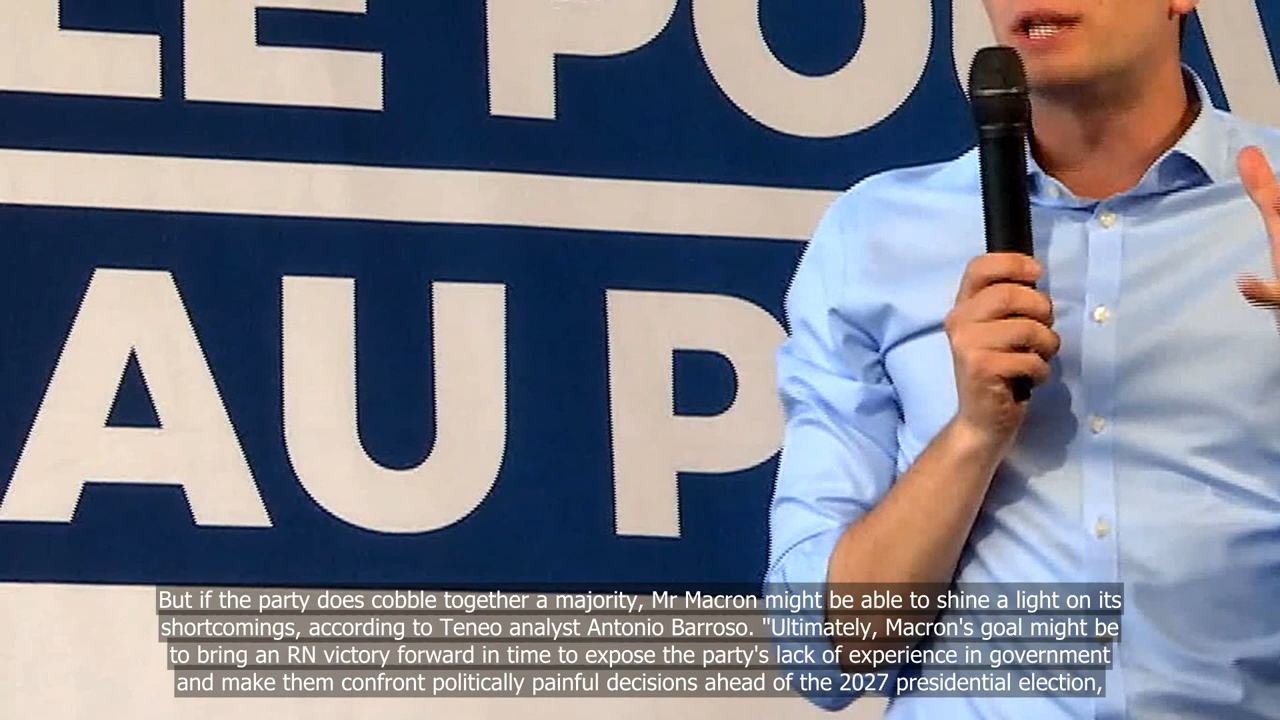 LE POU
AU P
But if the party does cobble together a majority, Mr Macron might be able to shine a light on its
shortcomings, according to Teneo analyst Antonio Barroso. "Ultimately, Macron's goal might be
to bring an RN victory forward in time to expose the party's lack of experience in government
and make them confront politically painful decisions ahead of the 2027 presidential election,